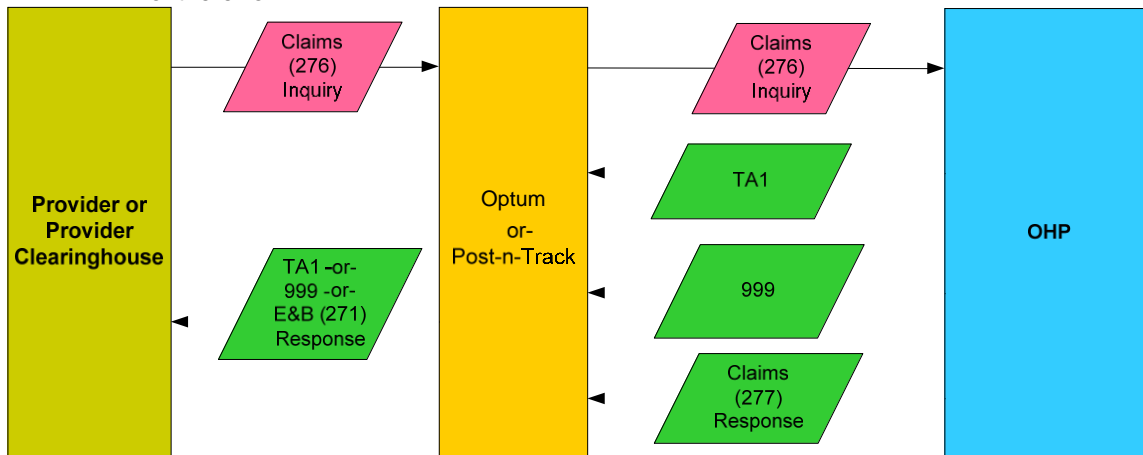 Claims
(276)
Inquiry
Claims
(276)
Inquiry
TA1
Provider or
Provider
Clearinghouse
Optum
or-
Post-n-Track
OHP
TA1 -or-
999 -or-
E&B (271)
Response
999
Claims
(277)
Response